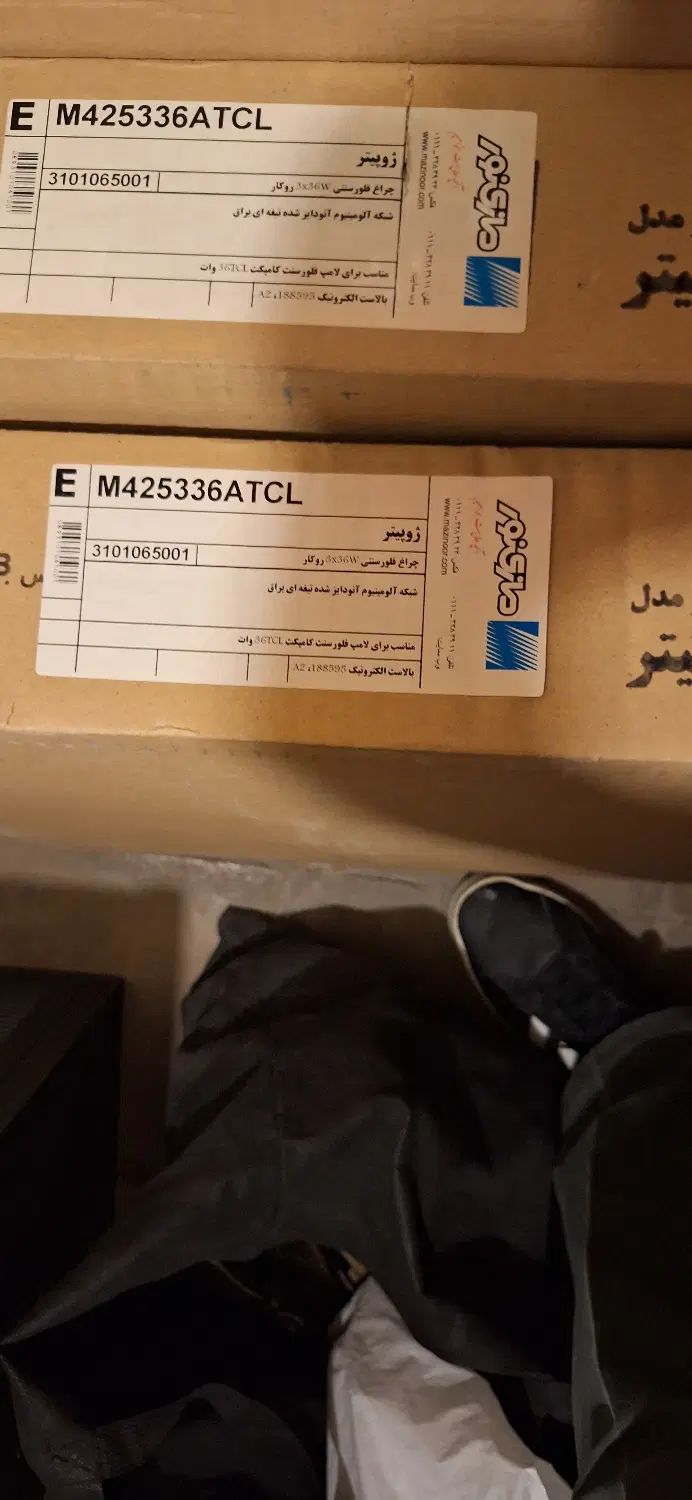 E M425336ATCL
ژوپیتر
3101065001 چراغ فلورسنتی 3x36W روکار
شبکه آلومینیوم آنودایز شده تیغه ای براق
مناسب برای لامپ فلورسنت کامپکت 36TCL وات
بالاست الکترونیک 188595، A2
مازی نور
www.mazinoor.com
مدل
E M425336ATCL
ژوپیتر
3101065001 چراغ فلورسنتی 3x36W روکار
شبکه آلومینیوم آنودایز شده تیغه ای براق
مناسب برای لامپ فلورسنت کامپکت 36TCL وات
بالاست الکترونیک 188595، A2
مازی نور
www.mazinoor.com
مدل